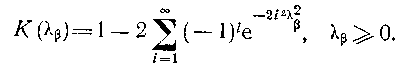 K(λ_β)=1−2 ∑_{i=1}^{∞} (−1)^i e^{−2i²λ_β²}, λ_β ⩾ 0.